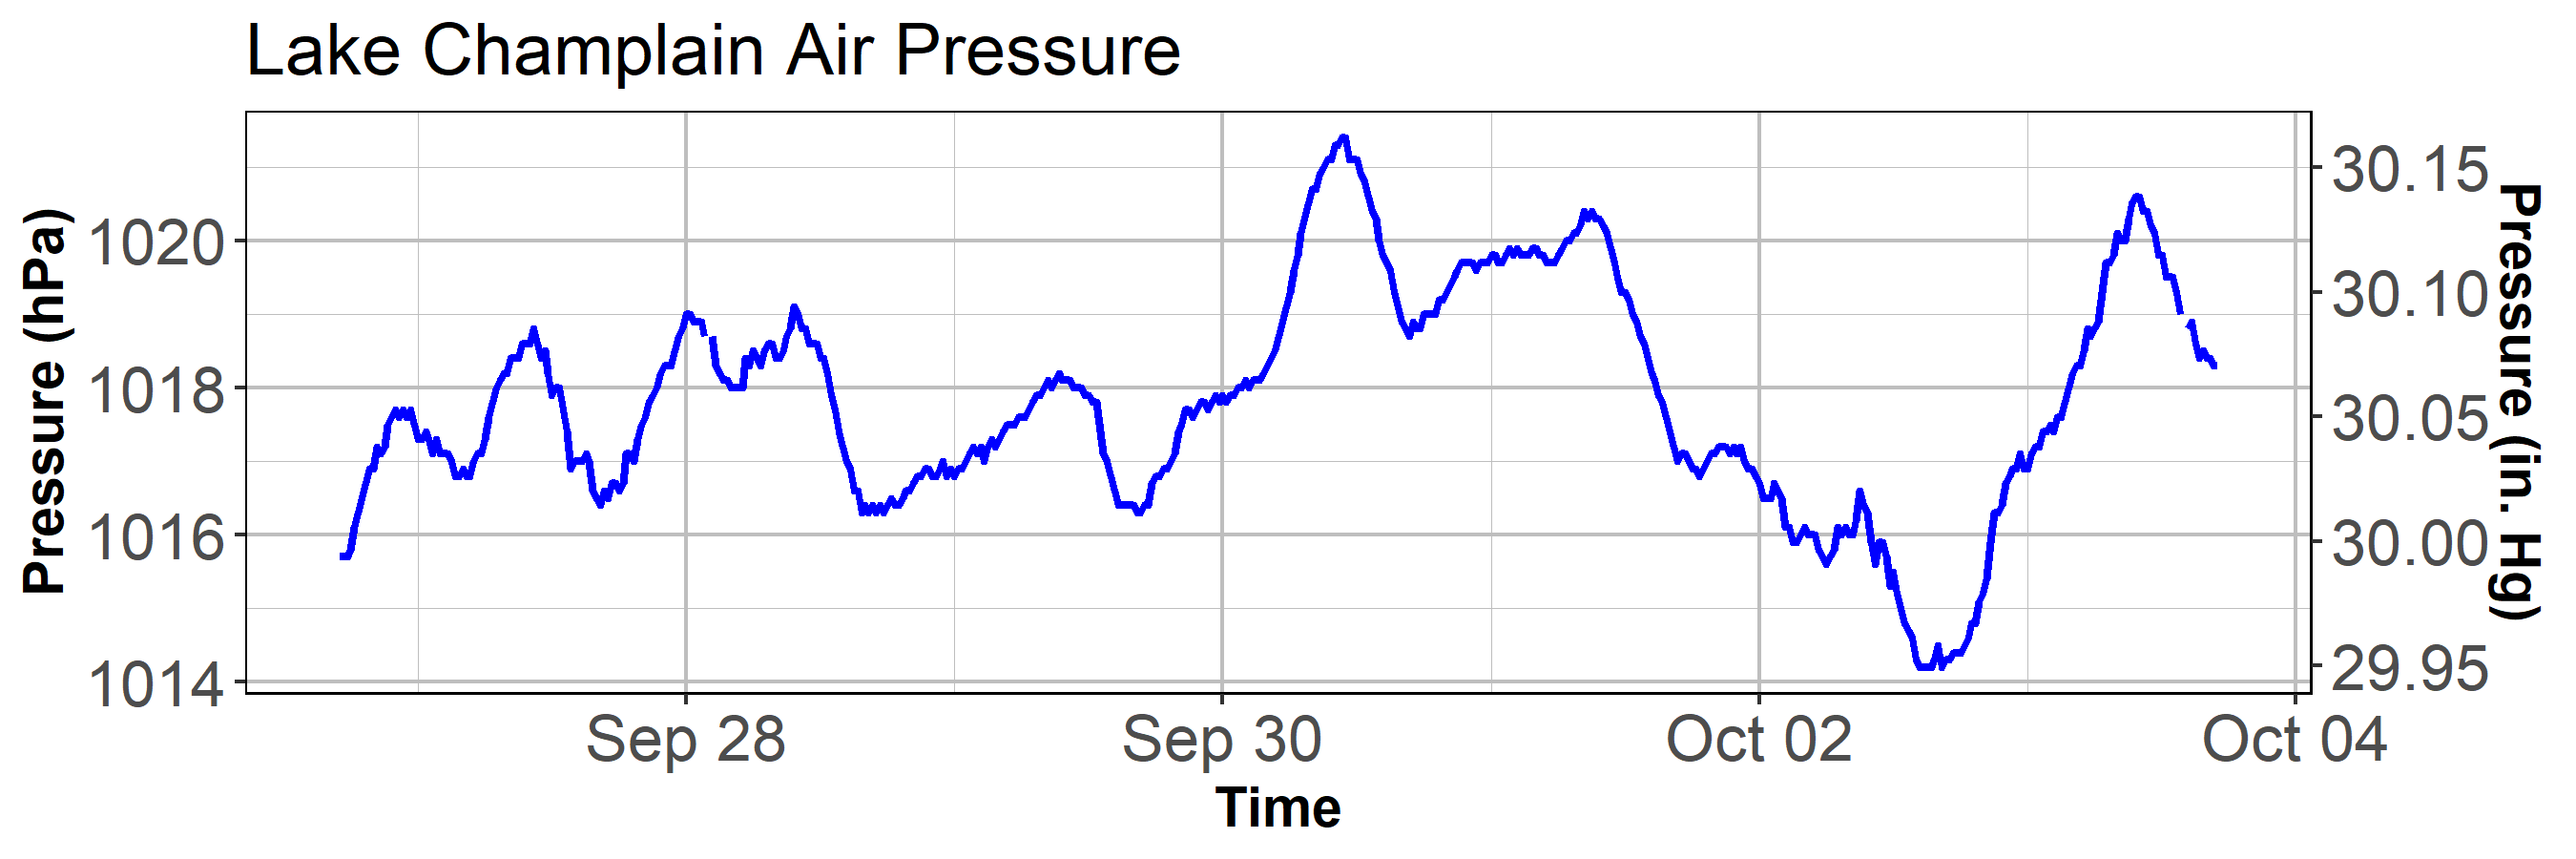 Lake Champlain Air Pressure
Pressure (hPa)
1020
1018
1016
1014
30.15
30.10
30.05
30.00
29.95
Pressure (in. Hg)
Sep 28
Sep 30
Oct 02
Oct 04
Time